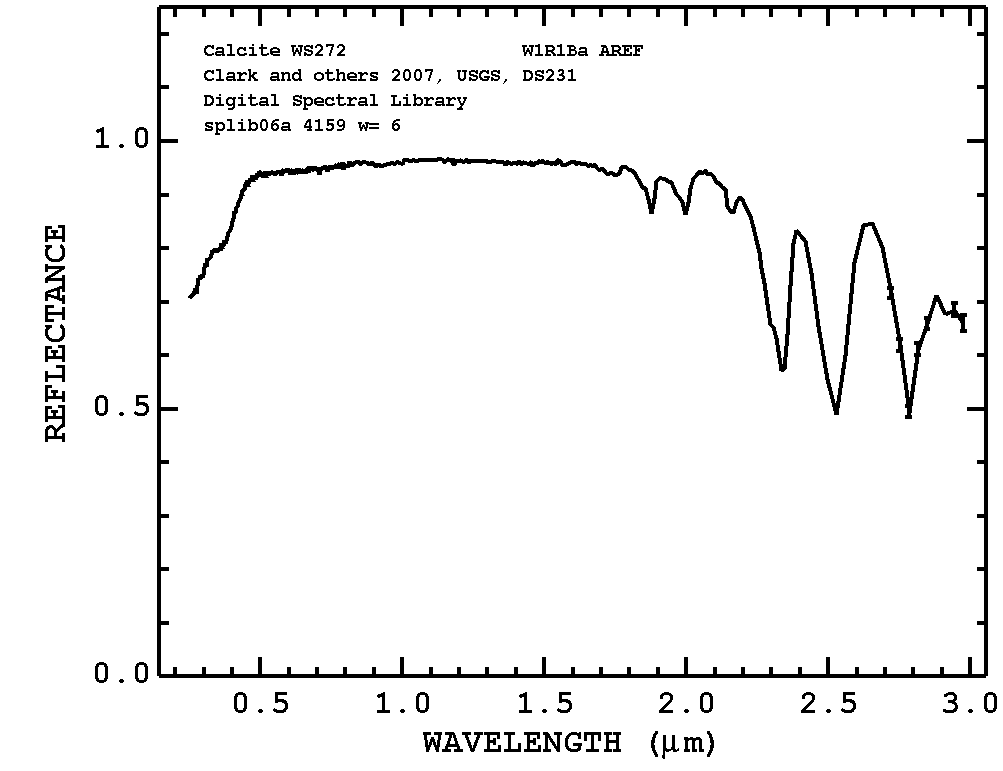 Calcite WS272 W1R1Ba AREF
Clark and others 2007, USGS, DS231
Digital Spectral Library
splib06a 4159 w= 6
1.0
REFLECTANCE
0.5
0.0
0.5 1.0 1.5 2.0 2.5 3.0
WAVELENGTH (μm)